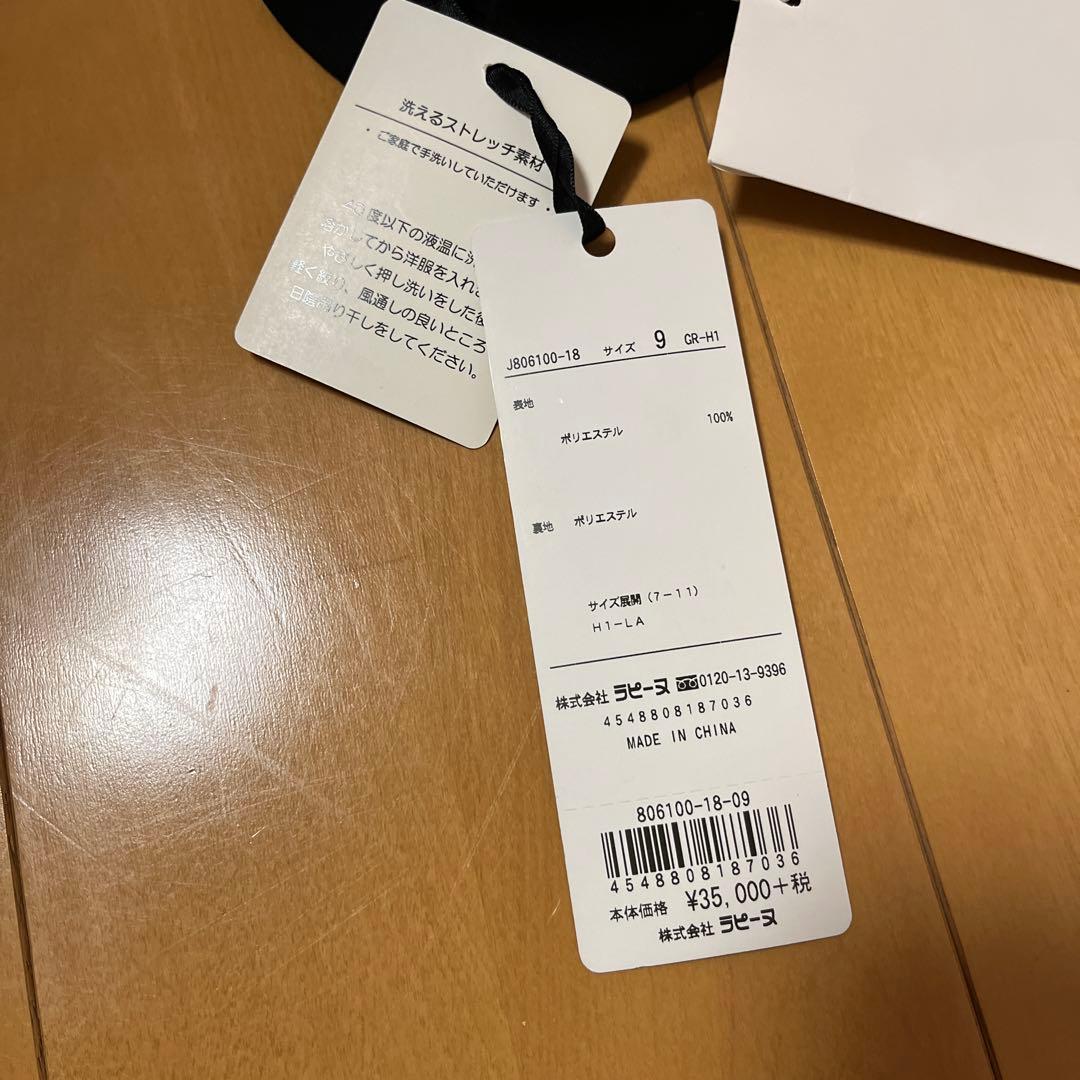 洗えるストレッチ素材
・ご家庭で手洗いしていただけます・
度以下の液温に
溶かしてから洋服を入れ
やさしく押し洗いをした後
軽く絞り、風通しの良いところ
日陰吊り干しをしてください。
J806100-18 サイズ 9 GR-H1
表地
ポリエステル 100%
裏地 ポリエステル
サイズ展開(7-11)
H1-LA
株式会社 ラピーヌ 0120-13-9396
4548808187036
MADE IN CHINA
806100-18-09
4548808187036
本体価格 ¥35,000+税
株式会社 ラピーヌ